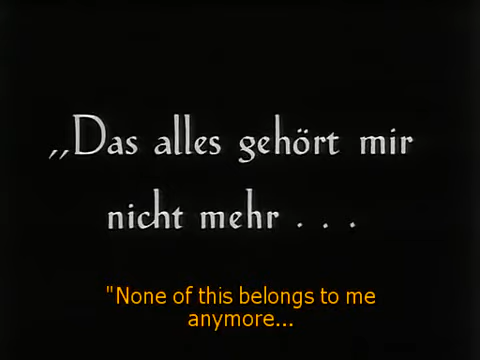 „Das alles gehört mir
nicht mehr . . .
"None of this belongs to me
anymore...